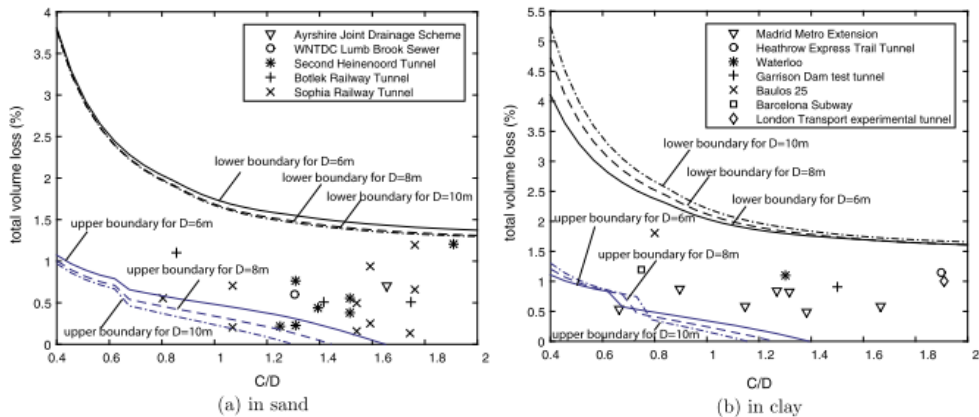 4
3.5
3
2.5
2
1.5
1
0.5
0
total volume loss (%)
Ayrshire Joint Drainage Scheme
WNTDC Lumb Brook Sewer
Second Heinenoord Tunnel
Botlek Railway Tunnel
Sophia Railway Tunnel
lower boundary for D=6m
lower boundary for D=8m
lower boundary for D=10m
upper boundary for D=6m
upper boundary for D=8m
upper boundary for D=10m
0.4 0.6 0.8 1 1.2 1.4 1.6 1.8 2
C/D
(a) in sand
5.5
5
4.5
4
3.5
3
2.5
2
1.5
1
0.5
0
total volume loss (%)
Madrid Metro Extension
Heathrow Express Trail Tunnel
Waterloo
Garrison Dam test tunnel
Baulos 25
Barcelona Subway
London Transport experimental tunnel
lower boundary for D=10m
lower boundary for D=8m
lower boundary for D=6m
upper boundary for D=6m
upper boundary for D=8m
upper boundary for D=10m
0.4 0.6 0.8 1 1.2 1.4 1.6 1.8 2
C/D
(b) in clay